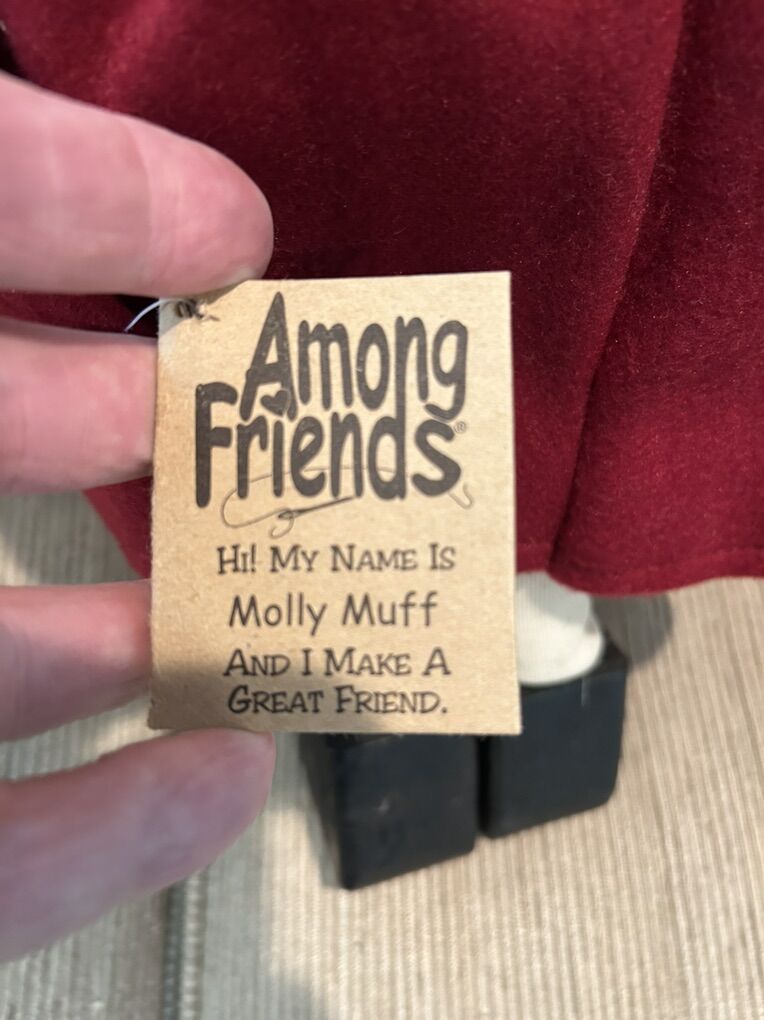 Among
Friends®
HI! MY NAME IS
Molly Muff
AND I MAKE A
GREAT FRIEND.